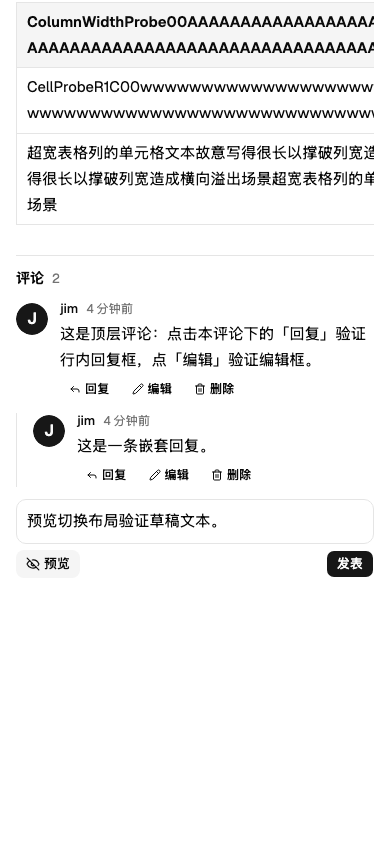 ColumnWidthProbe00AAAAAAAAAAAAAAAAAA
AAAAAAAAAAAAAAAAAAAAAAAAAAAAAAAAAA
CellProbeR1C00wwwwwwwwwwwwwwwwwww
wwwwwwwwwwwwwwwwwwwwwwwwwwwww
超宽表格列的单元格文本故意写得很长以撑破列宽造
得很长以撑破列宽造成横向溢出场景超宽表格列的单
场景
评论 2
J jim 4 分钟前
这是顶层评论：点击本评论下的「回复」验证
行内回复框，点「编辑」验证编辑框。
回复 编辑 删除
J jim 4 分钟前
这是一条嵌套回复。
回复 编辑 删除
预览切换布局验证草稿文本。
预览 发表